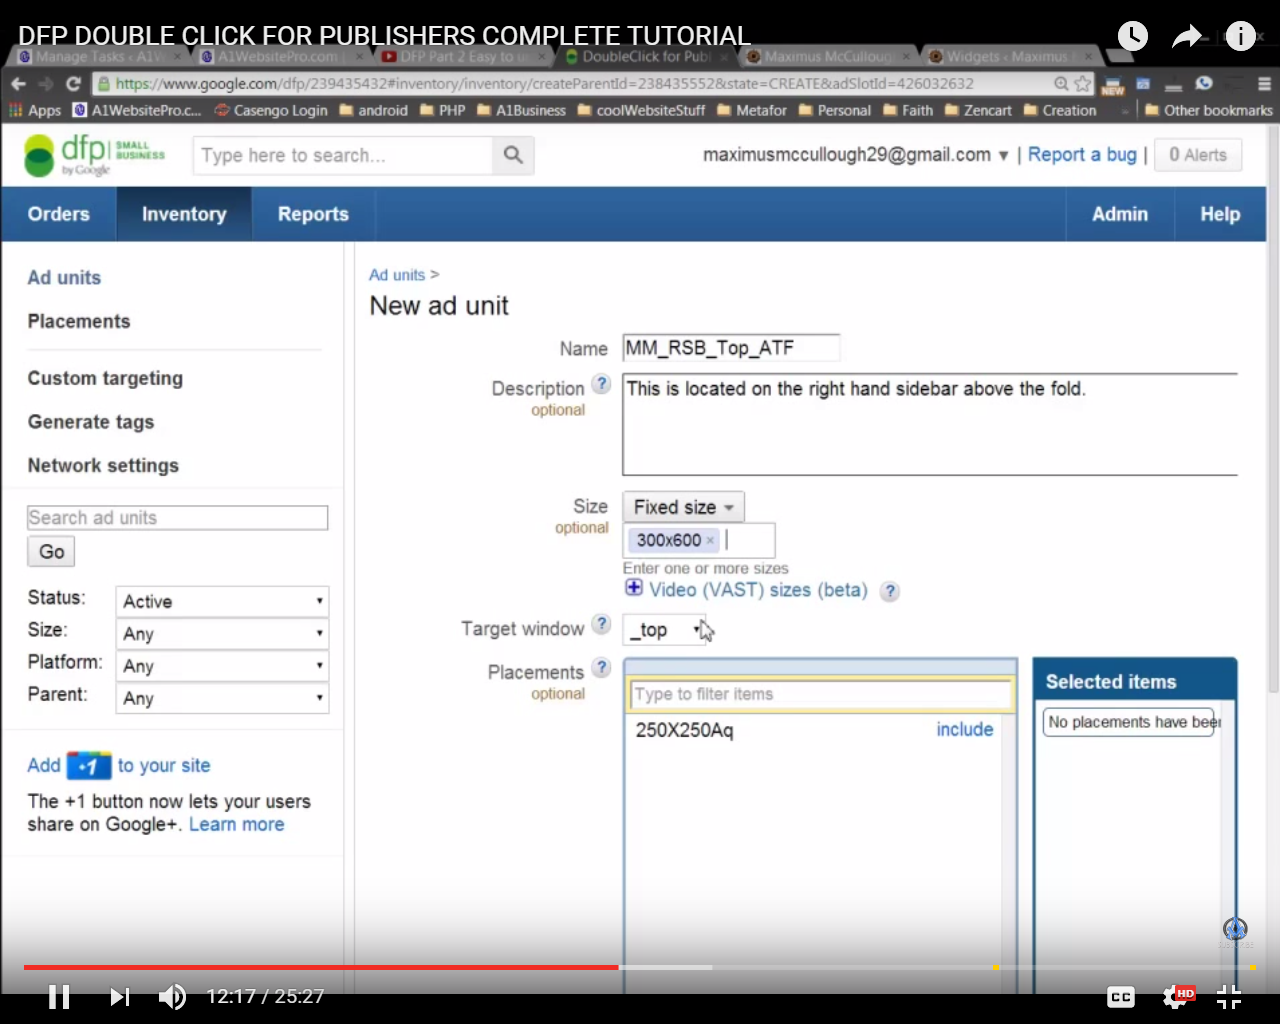 DFP DOUBLE CLICK FOR PUBLISHERS COMPLETE TUTORIAL
Manage Tasks ‹ A1W
A1WebsitePro.com
DFP Part 2 Easy to u
DoubleClick for Publ
Maximus McCulloug
Widgets ‹ Maximus
https://www.google.com/dfp/239435432#inventory/inventory/createParentId=238435552&state=CREATE&adSlotId=426032632
NEW
Apps A1WebsitePro.c... Casengo Login android PHP A1Business coolWebsiteStuff Metafor Personal Faith Zencart Creation Other bookmarks
dfp SMALL BUSINESS
by Google
Type here to search...
maximusmccullough29@gmail.com ▼ | Report a bug | 0 Alerts
Orders Inventory Reports Admin Help
Ad units
Placements
Custom targeting
Generate tags
Network settings
Search ad units
Go
Status: Active
Size: Any
Platform: Any
Parent: Any
Add +1 to your site
The +1 button now lets your users
share on Google+. Learn more
Ad units >
New ad unit
Name MM_RSB_Top_ATF
Description ? This is located on the right hand sidebar above the fold.
optional
Size Fixed size
optional 300x600 ×
Enter one or more sizes
Video (VAST) sizes (beta) ?
Target window ? _top
Placements ?
optional
Type to filter items
250X250Aq include
Selected items
No placements have been
12:17 / 25:27
CC
HD